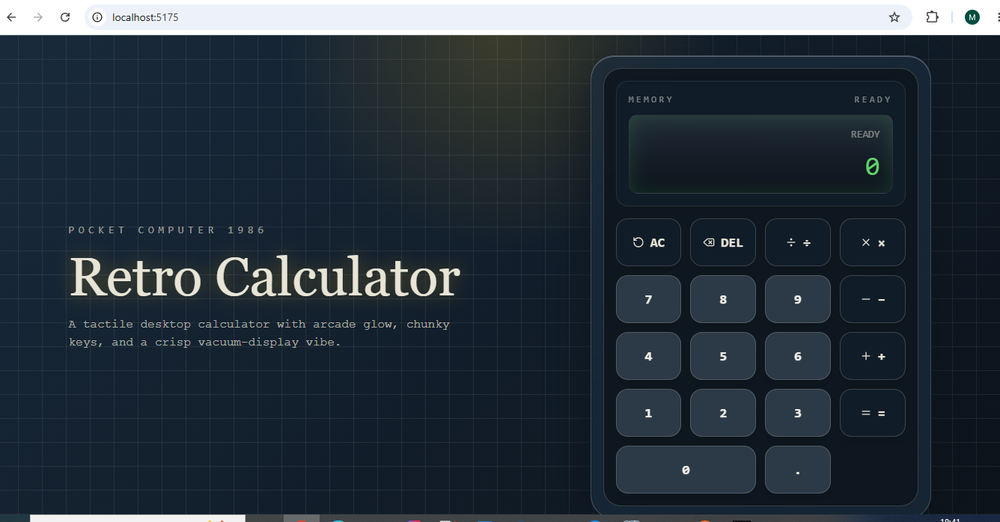 localhost:5175
M
MEMORY READY
READY
0
POCKET COMPUTER 1986
Retro Calculator
A tactile desktop calculator with arcade glow, chunky
keys, and a crisp vacuum-display vibe.
AC DEL ÷ ÷ × ×
7 8 9 − −
4 5 6 + +
1 2 3 = =
0 .